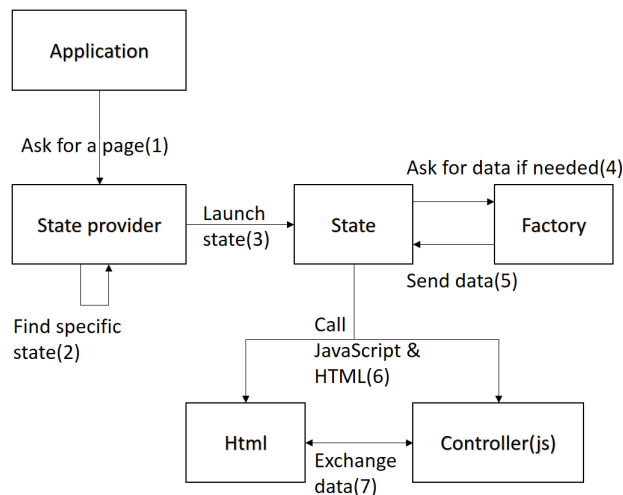 Application
Ask for a page(1)
Ask for data if needed(4)
State provider
Launch
state(3)
State
Factory
Send data(5)
Find specific
state(2)
Call
JavaScript &
HTML(6)
Html
Controller(js)
Exchange
data(7)